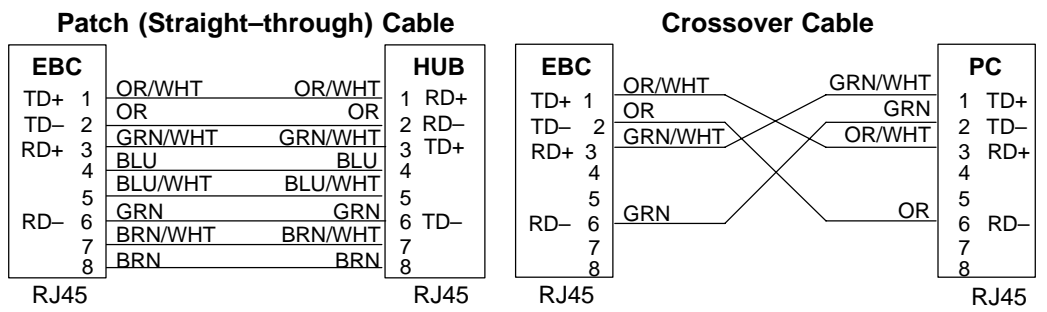 Patch (Straight–through) Cable
EBC HUB
OR/WHT OR/WHT
TD+ 1 1 RD+
OR OR
TD– 2 2 RD–
GRN/WHT GRN/WHT
RD+ 3 3 TD+
BLU BLU
4 4
BLU/WHT BLU/WHT
5 5
GRN GRN
RD– 6 6 TD–
BRN/WHT BRN/WHT
7 7
BRN BRN
8 8
RJ45 RJ45
Crossover Cable
EBC PC
OR/WHT GRN/WHT
TD+ 1 1 TD+
OR GRN
TD– 2 2 TD–
GRN/WHT OR/WHT
RD+ 3 3 RD+
4 4
5 5
GRN OR
RD– 6 6 RD–
7 7
8 8
RJ45 RJ45